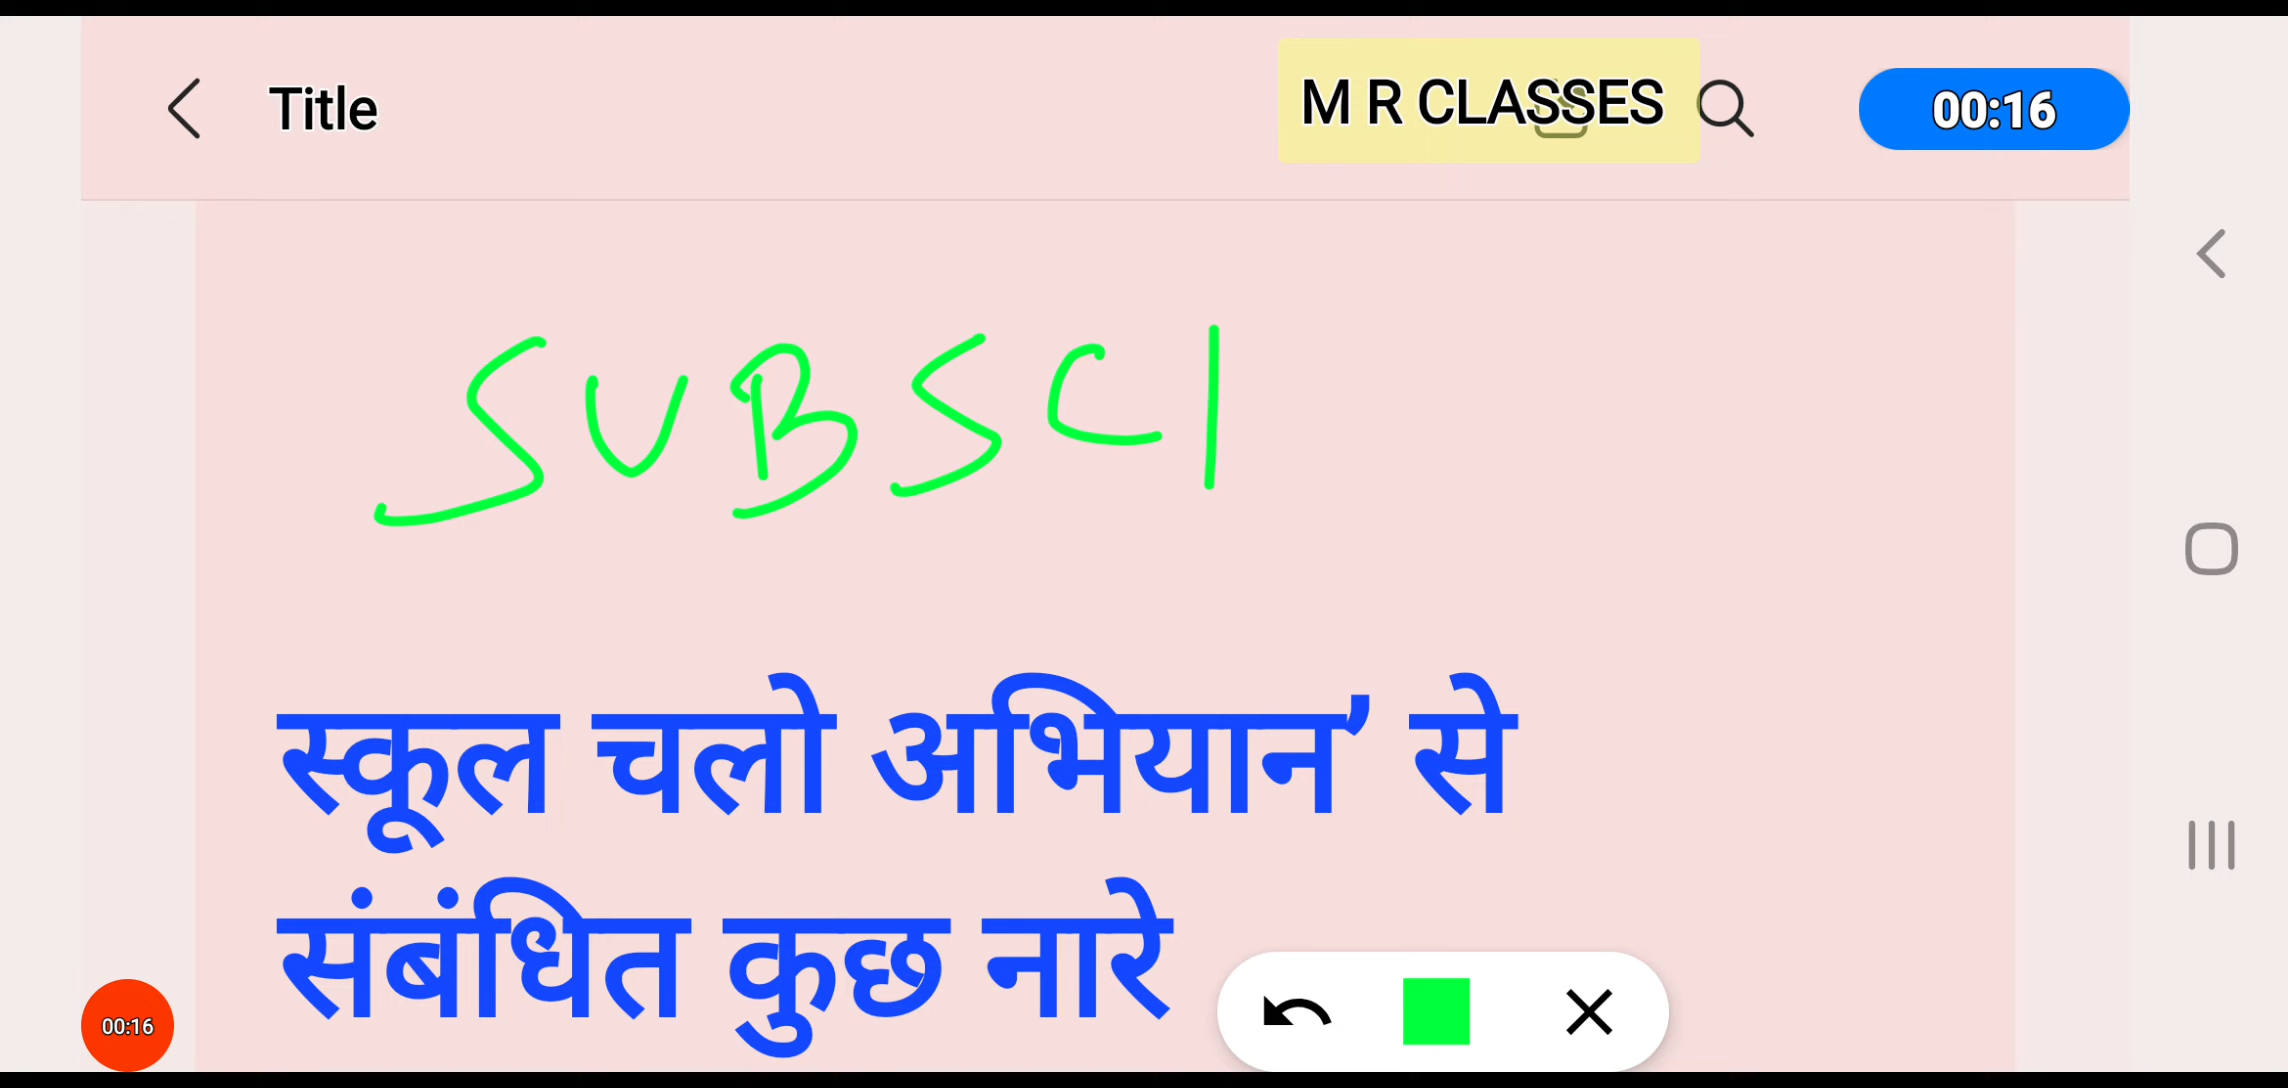 Title
M R CLASSES
00:16
SUBSCI
स्कूल चलो अभियान’ से
संबंधित कुछ नारे
00:16